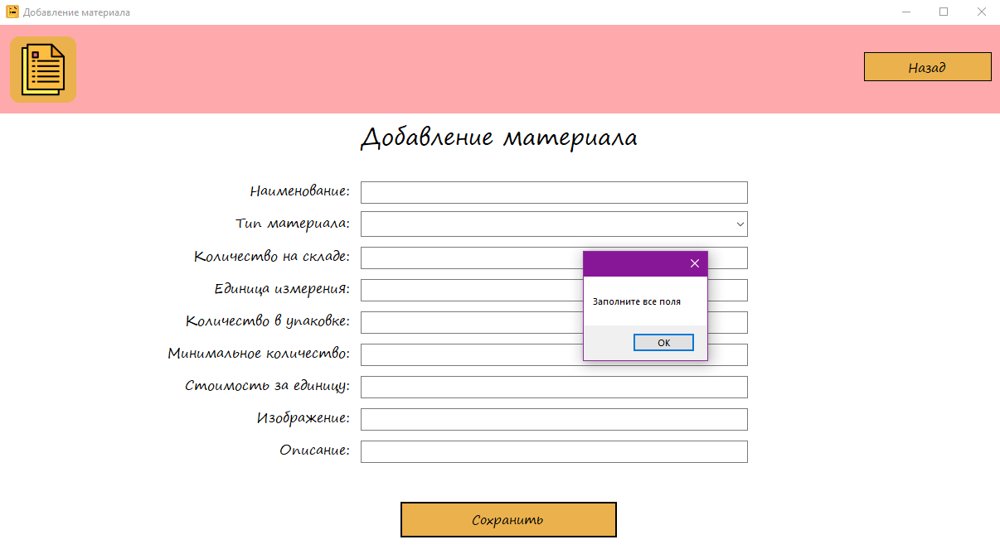 Добавление материала
Назад
Добавление материала
Наименование:
Тип материала:
Количество на складе:
Единица измерения:
Заполните все поля
Количество в упаковке:
OK
Минимальное количество:
Стоимость за единицу:
Изображение:
Описание:
Сохранить